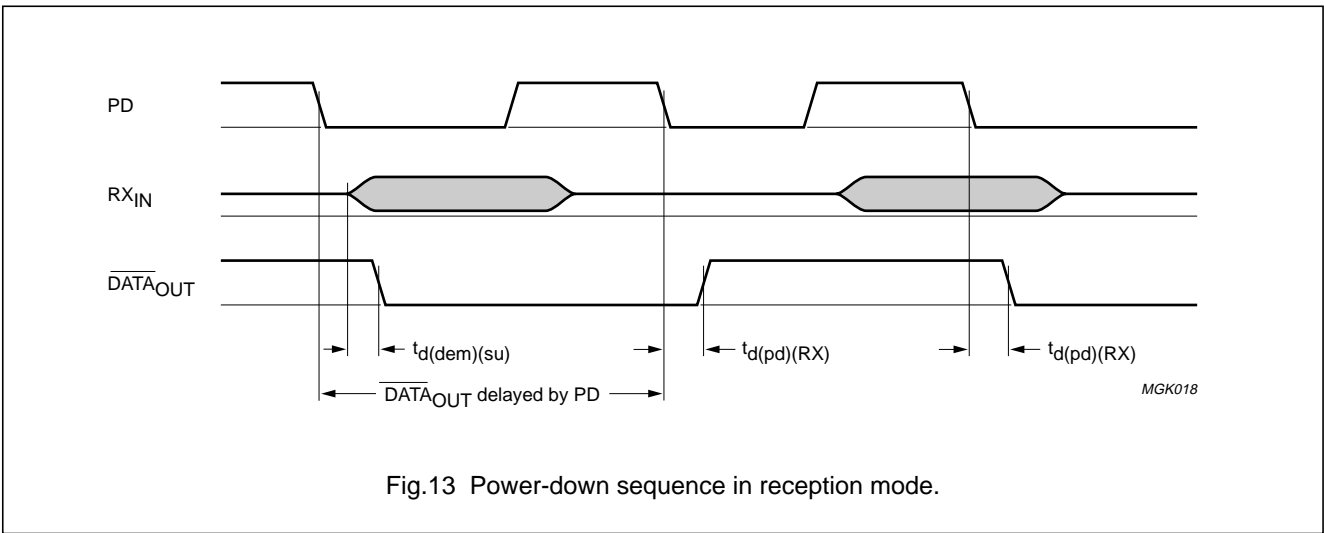 PD
RXIN
DATAOUT
td(dem)(su)
td(pd)(RX)
td(pd)(RX)
DATAOUT delayed by PD
MGK018
Fig.13 Power-down sequence in reception mode.